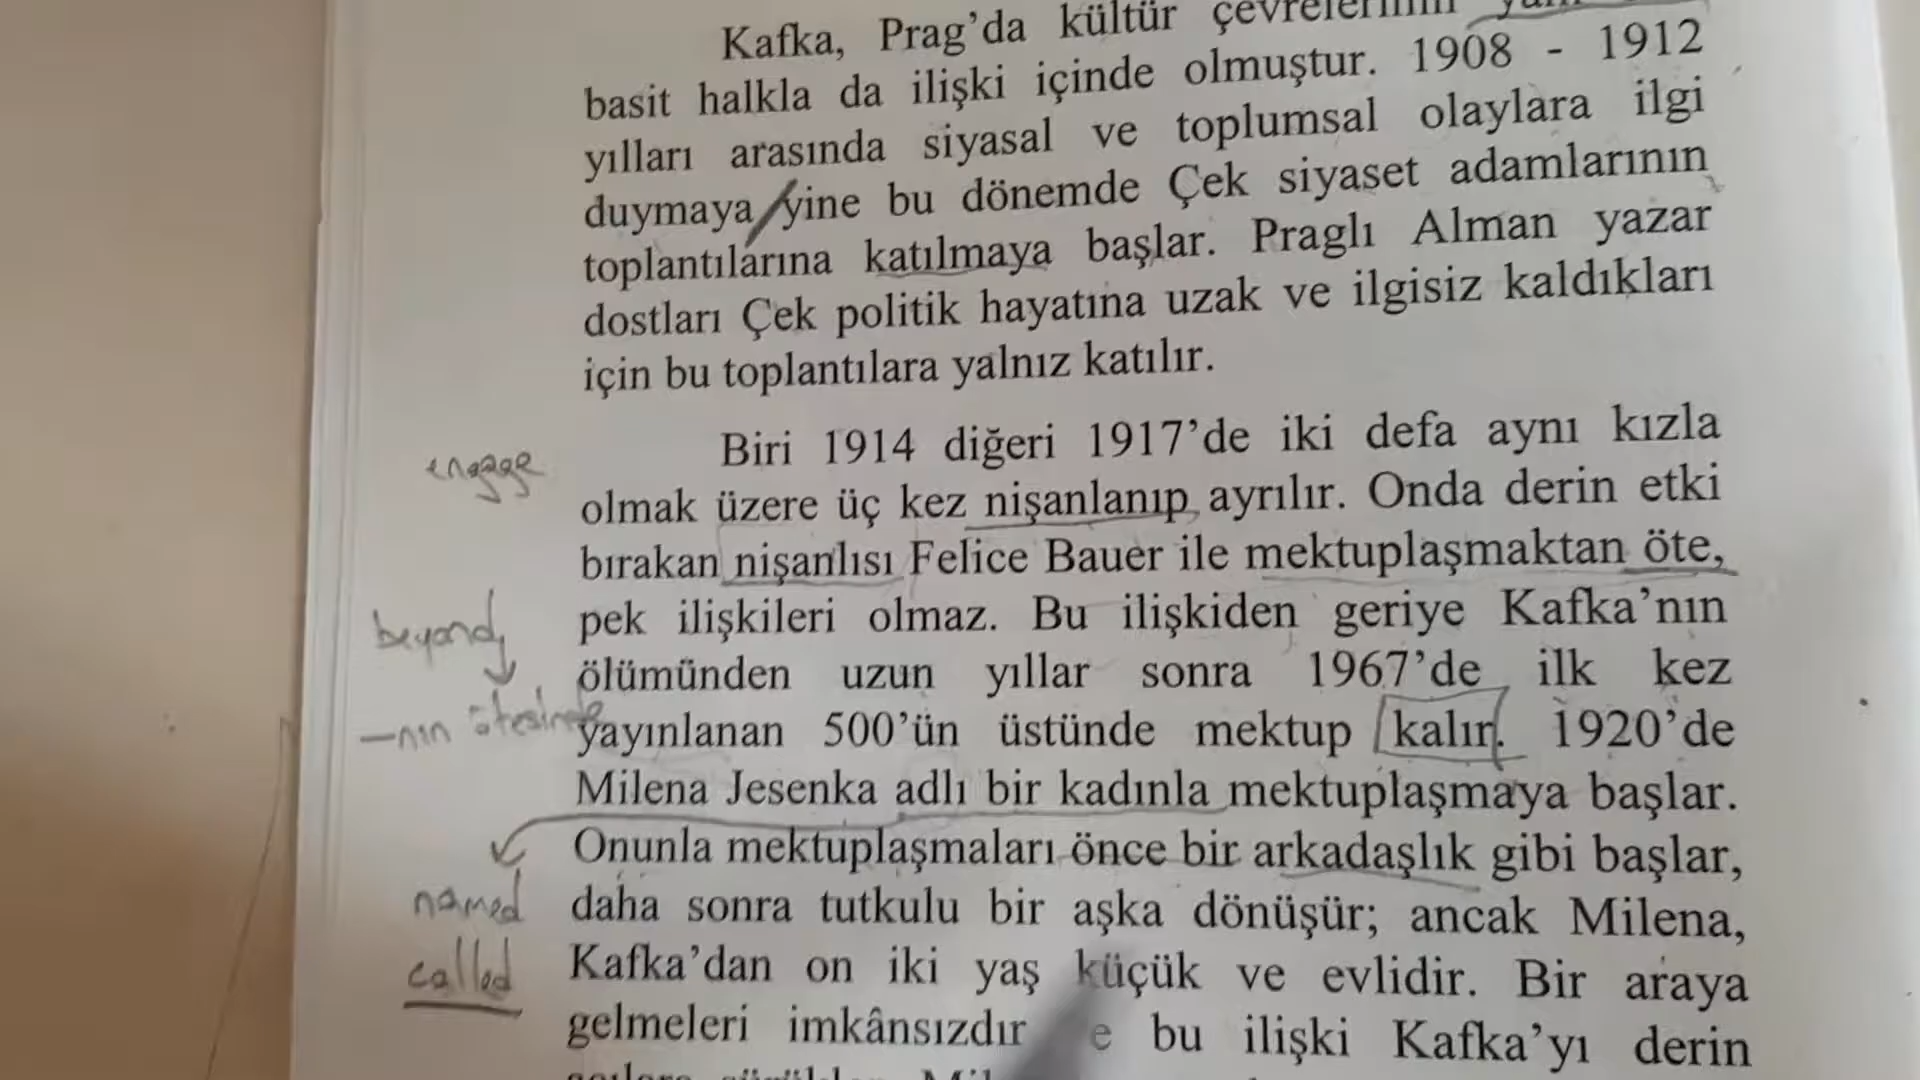 Kafka, Prag’da kültür çevrelerinin
basit halkla da ilişki içinde olmuştur. 1908 - 1912
yılları arasında siyasal ve toplumsal olaylara ilgi
duymaya/yine bu dönemde Çek siyaset adamlarının
toplantılarına katılmaya başlar. Praglı Alman yazar
dostları Çek politik hayatına uzak ve ilgisiz kaldıkları
için bu toplantılara yalnız katılır.
Biri 1914 diğeri 1917’de iki defa aynı kızla
engage
olmak üzere üç kez nişanlanıp ayrılır. Onda derin etki
bırakan nişanlısı Felice Bauer ile mektuplaşmaktan öte,
beyond
pek ilişkileri olmaz. Bu ilişkiden geriye Kafka’nın
ölümünden uzun yıllar sonra 1967’de ilk kez
-nın ötesinde
yayınlanan 500’ün üstünde mektup kalır. 1920’de
Milena Jesenka adlı bir kadınla mektuplaşmaya başlar.
Onunla mektuplaşmaları önce bir arkadaşlık gibi başlar,
named
daha sonra tutkulu bir aşka dönüşür; ancak Milena,
called
Kafka’dan on iki yaş küçük ve evlidir. Bir araya
gelmeleri imkânsızdır e bu ilişki Kafka’yı derin